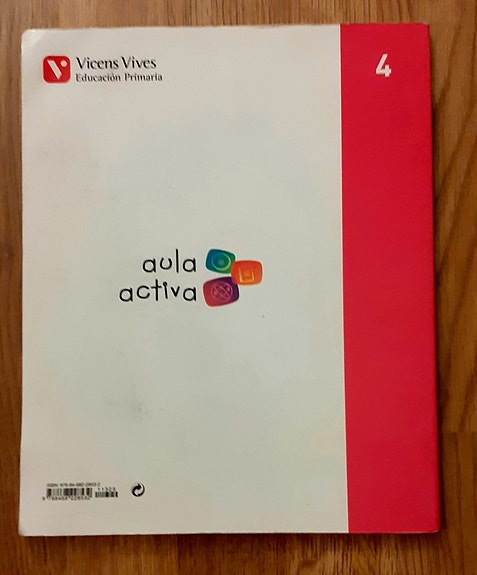 Vicens Vives
Educación Primaria
4
aula
activa